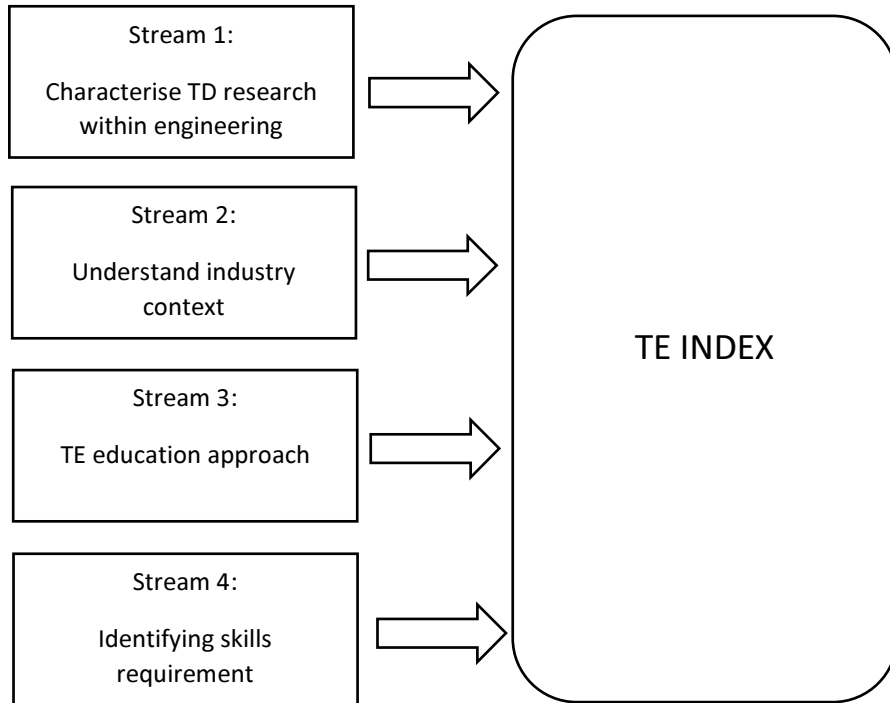 Stream 1:
Characterise TD research
within engineering
Stream 2:
Understand industry
context
Stream 3:
TE education approach
Stream 4:
Identifying skills
requirement
TE INDEX